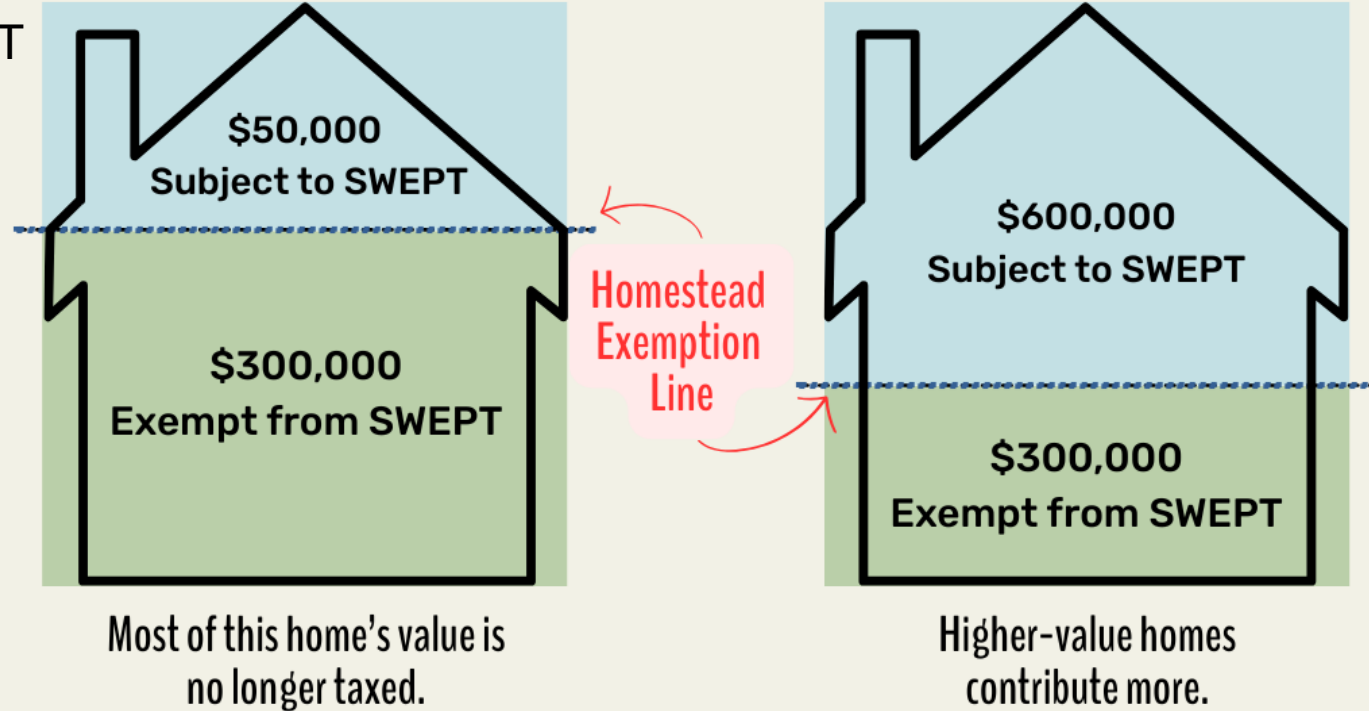 T
$50,000
Subject to SWEPT
$300,000
Exempt from SWEPT
Most of this home’s value is
no longer taxed.
Homestead
Exemption
Line
$600,000
Subject to SWEPT
$300,000
Exempt from SWEPT
Higher-value homes
contribute more.